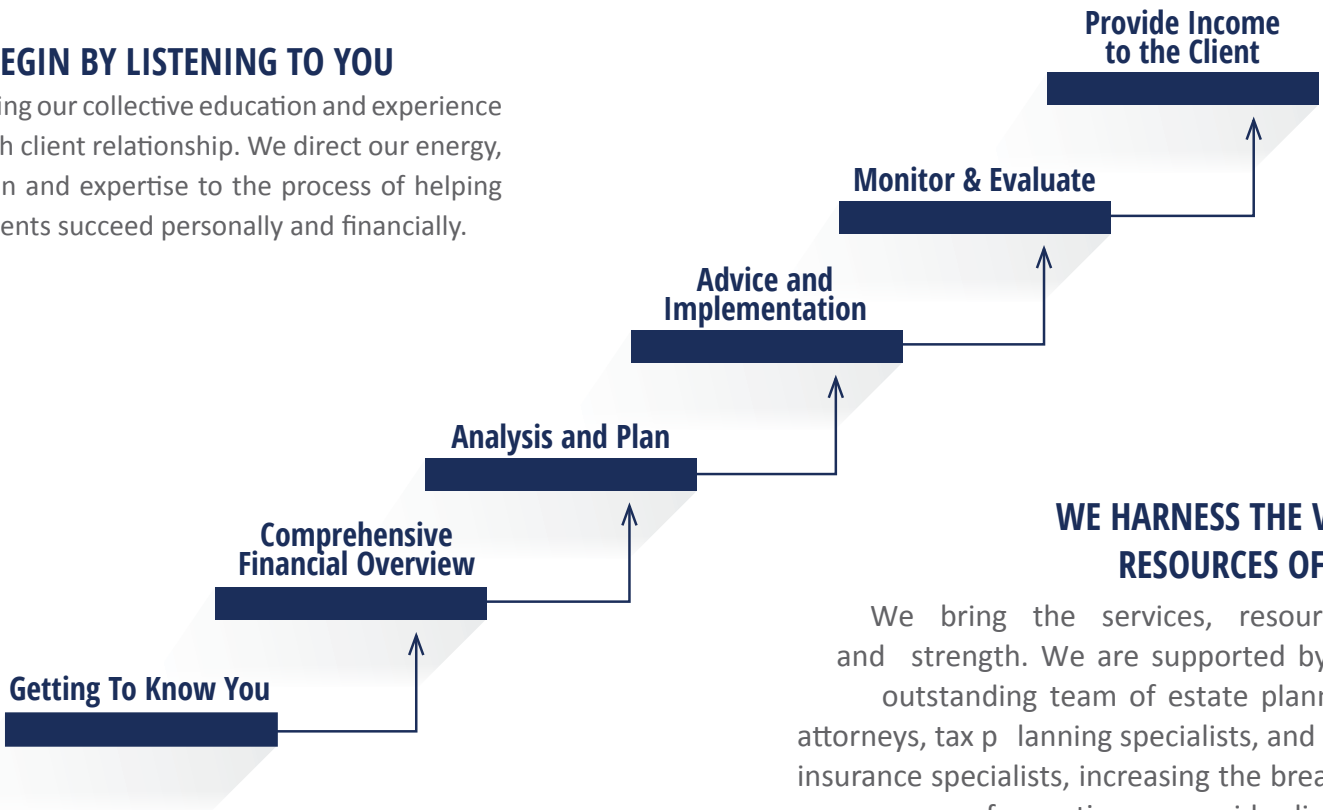 EGIN BY LISTENING TO YOU
ing our collective education and experience
h client relationship. We direct our energy,
n and expertise to the process of helping
ents succeed personally and financially.
Provide Income
to the Client
Monitor & Evaluate
Advice and
Implementation
Analysis and Plan
Comprehensive
Financial Overview
Getting To Know You
WE HARNESS THE
RESOURCES OF
We bring the services, resour
and strength. We are supported by
outstanding team of estate plann
attorneys, tax p lanning specialists, and
insurance specialists, increasing the brea